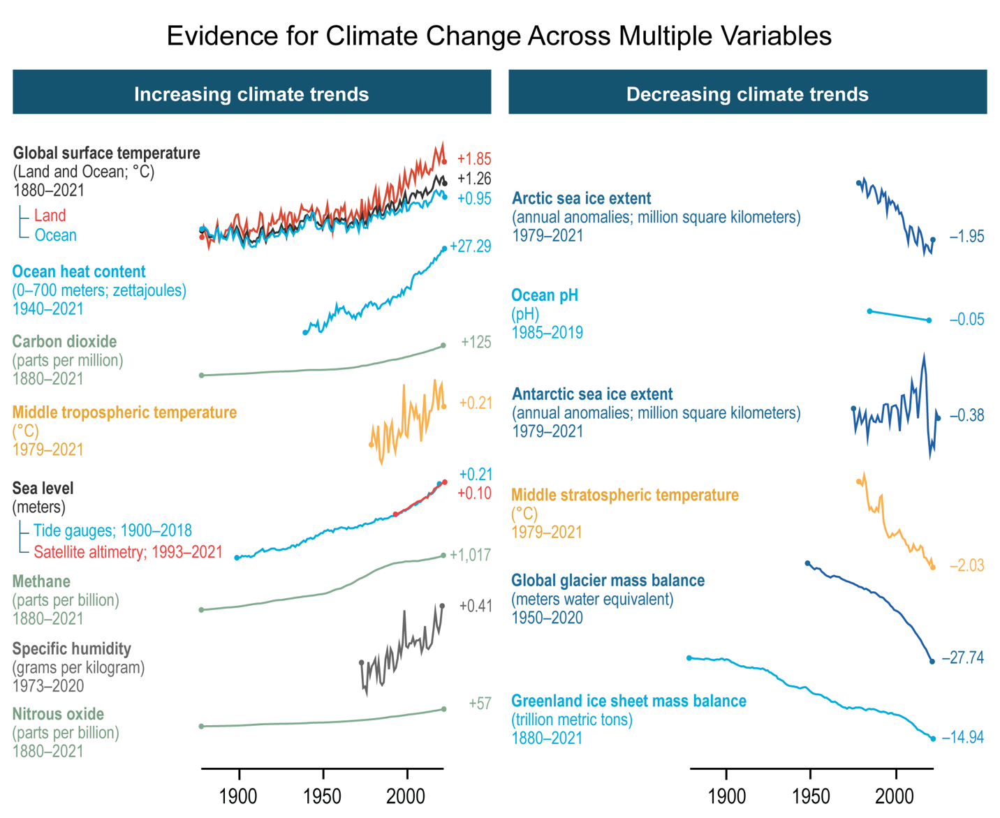 Evidence for Climate Change Across Multiple Variables
Increasing climate trends
Global surface temperature
(Land and Ocean; °C)
1880–2021
Land
Ocean
+1.85
+1.26
+0.95
Ocean heat content
(0–700 meters; zettajoules)
1940–2021
+27.29
Carbon dioxide
(parts per million)
1880–2021
+125
Middle tropospheric temperature
(°C)
1979–2021
+0.21
Sea level
(meters)
Tide gauges; 1900–2018
Satellite altimetry; 1993–2021
+0.21
+0.10
Methane
(parts per billion)
1880–2021
+1,017
Specific humidity
(grams per kilogram)
1973–2020
+0.41
Nitrous oxide
(parts per billion)
1880–2021
+57
1900 1950 2000
Decreasing climate trends
Arctic sea ice extent
(annual anomalies; million square kilometers)
1979–2021
–1.95
Ocean pH
(pH)
1985–2019
–0.05
Antarctic sea ice extent
(annual anomalies; million square kilometers)
1979–2021
–0.38
Middle stratospheric temperature
(°C)
1979–2021
–2.03
Global glacier mass balance
(meters water equivalent)
1950–2020
–27.74
Greenland ice sheet mass balance
(trillion metric tons)
1880–2021
–14.94
1900 1950 2000